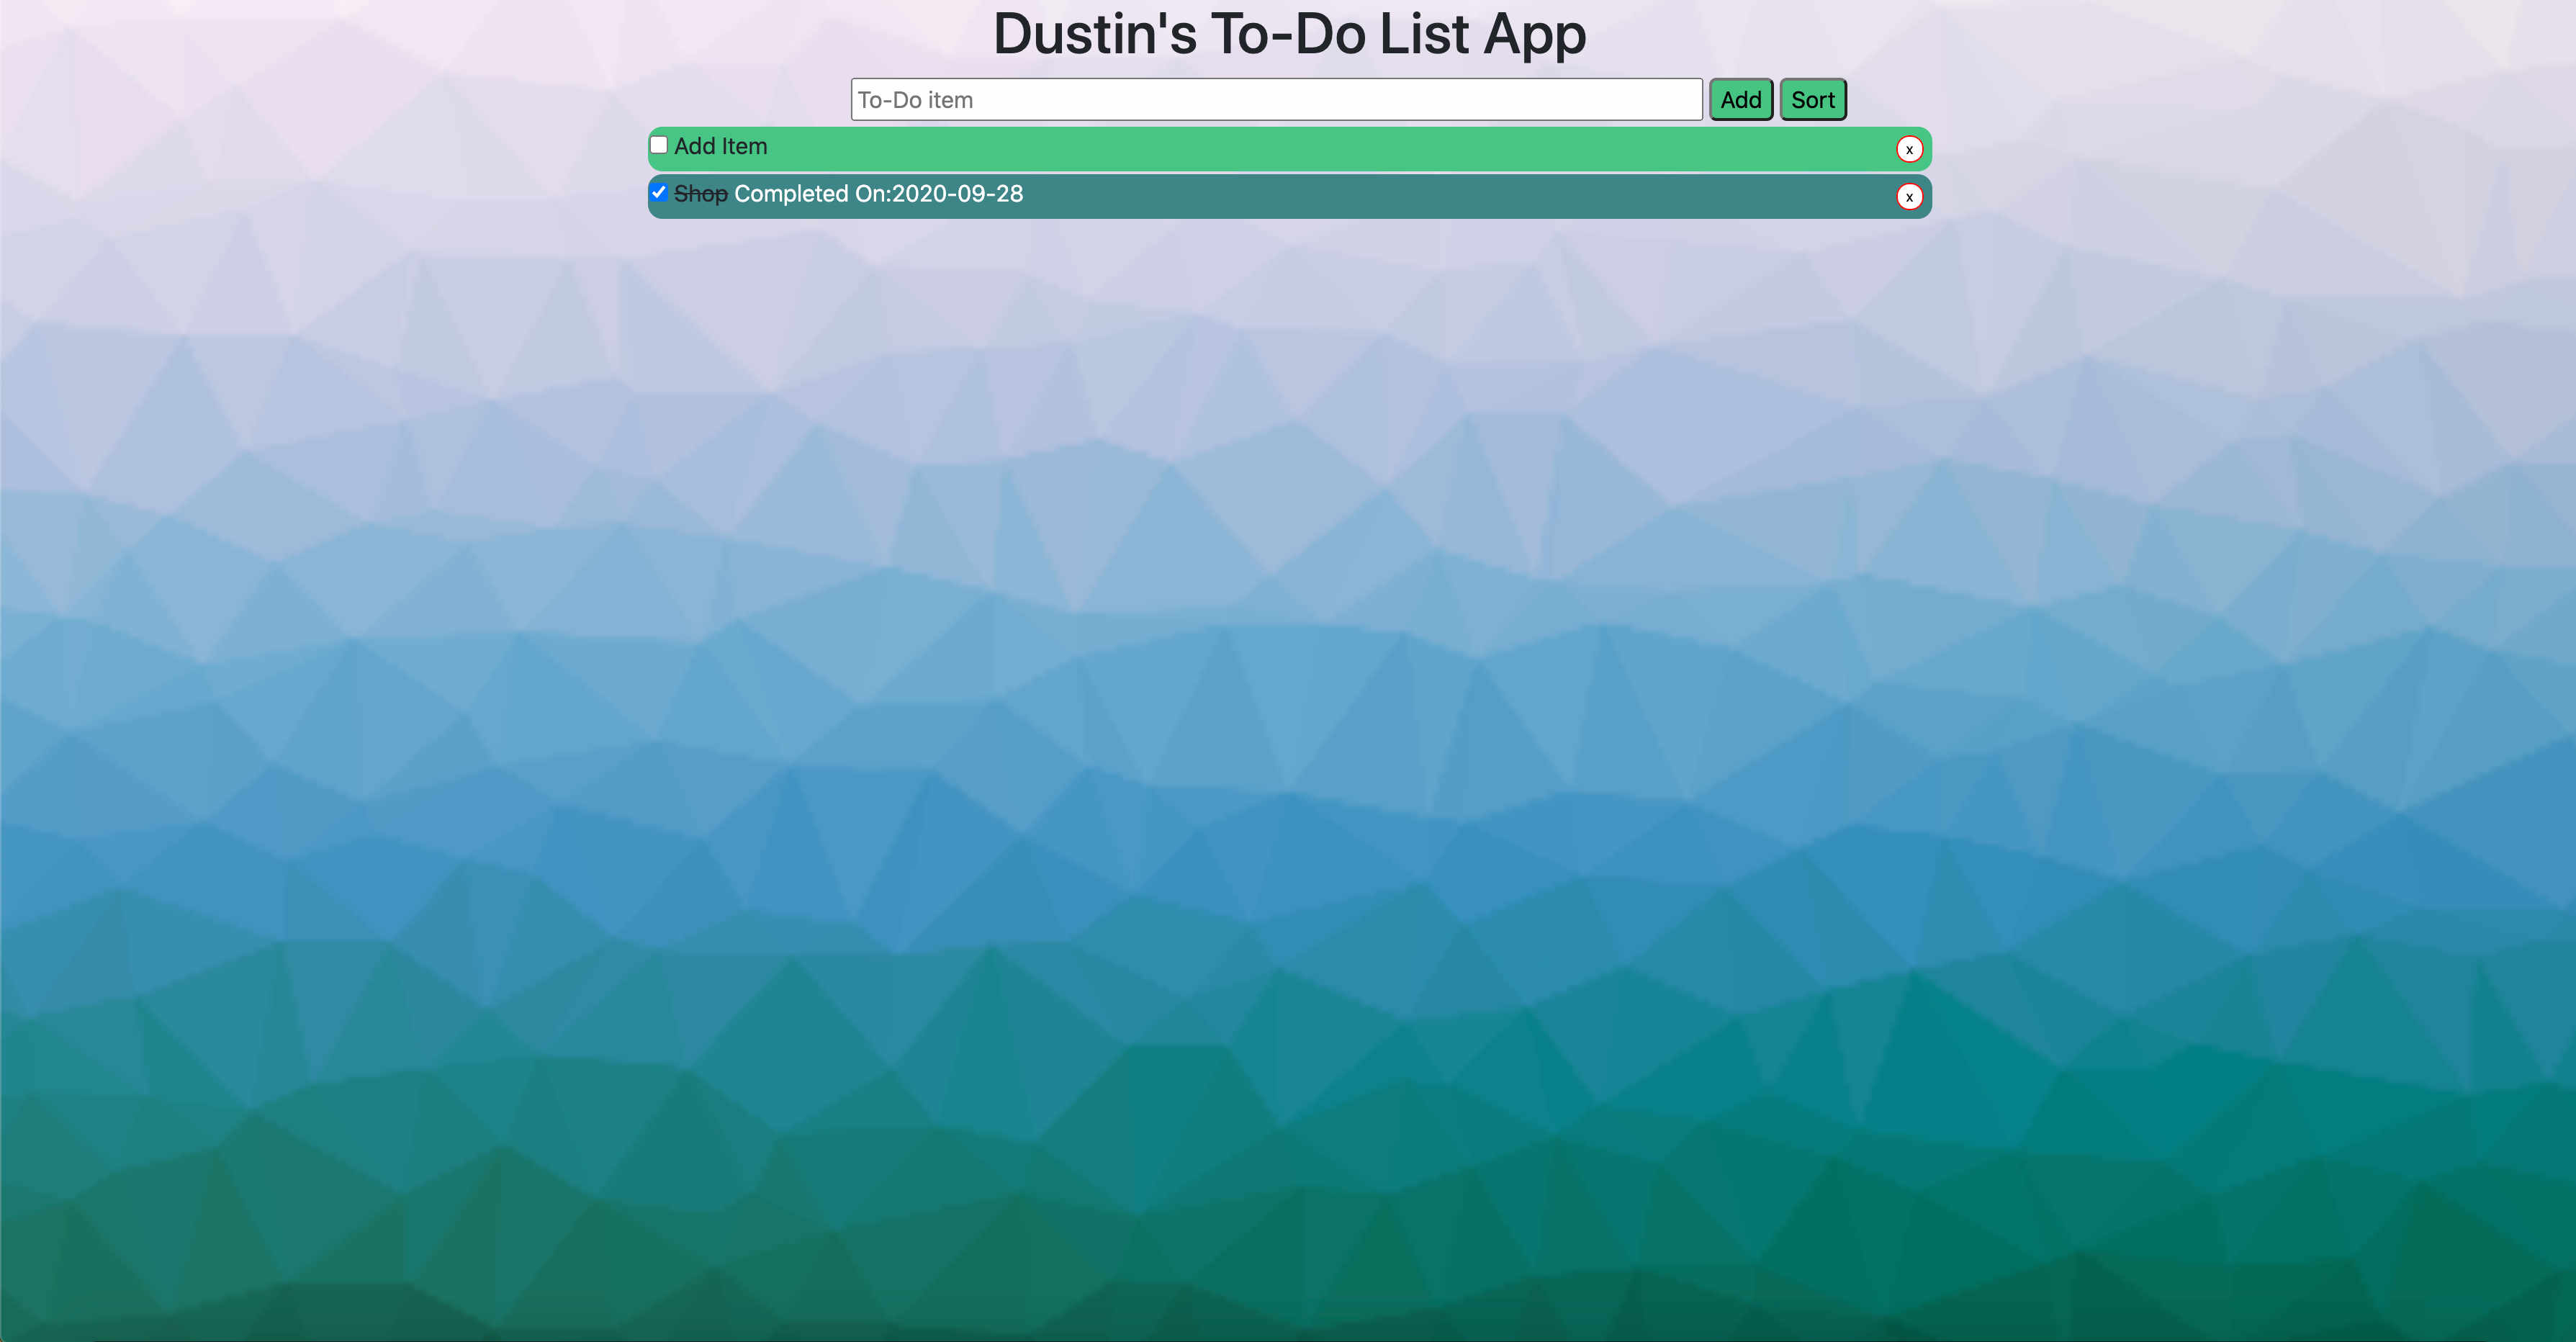 Dustin's To-Do List App
To-Do item Add Sort
Add Item x
Shop Completed On:2020-09-28 x